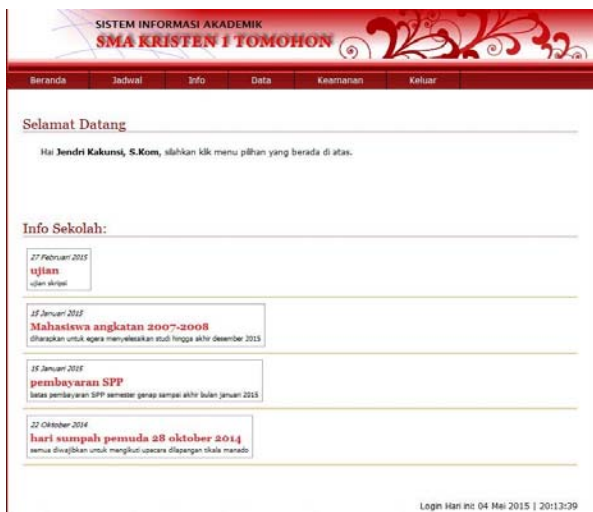 SISTEM INFORMASI AKADEMIK
SMA KRISTEN 1 TOMOHON
Beranda Jadwal Info Data Keamanan Keluar
Selamat Datang
Hai Jendri Kakunsi, S.Kom, silahkan klik menu pilihan yang berada di atas.
Info Sekolah:
27 Februari 2015
ujian
ujian skripsi
15 Januari 2015
Mahasiswa angkatan 2007-2008
diharapkan untuk egera menyelesaikan studi hingga akhir desember 2015
15 Januari 2015
pembayaran SPP
batas pembayaran SPP semester genap sampai akhir bulan januari 2015
22 Oktober 2014
hari sumpah pemuda 28 oktober 2014
semua diwajibkan untuk mengikuti upacara dilapangan tikala manado
Login Hari ini: 04 Mei 2015 | 20:13:39